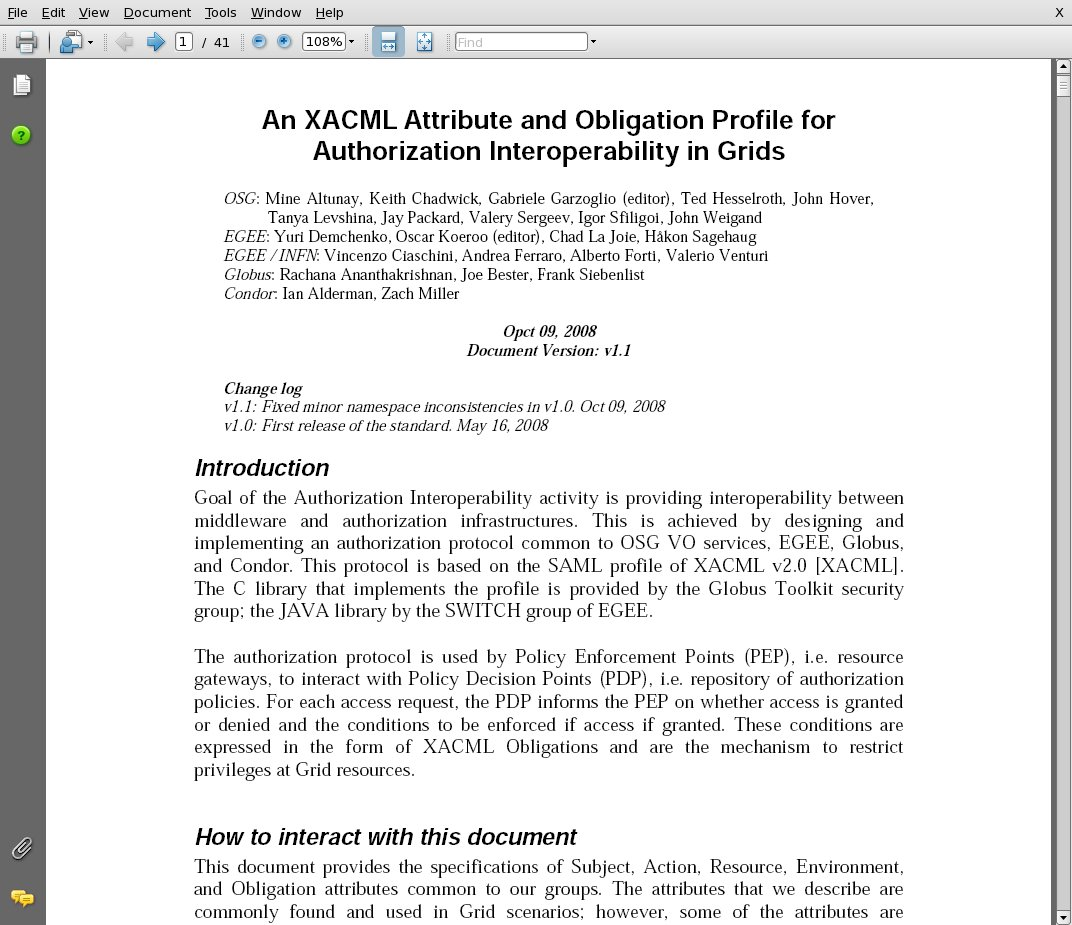 File Edit View Document Tools Window Help X
1 / 41 108% Find
An XACML Attribute and Obligation Profile for
Authorization Interoperability in Grids
OSG: Mine Altunay, Keith Chadwick, Gabriele Garzoglio (editor), Ted Hesselroth, John Hover,
Tanya Levshina, Jay Packard, Valery Sergeev, Igor Sfiligoi, John Weigand
EGEE: Yuri Demchenko, Oscar Koeroo (editor), Chad La Joie, Håkon Sagehaug
EGEE / INFN: Vincenzo Ciaschini, Andrea Ferraro, Alberto Forti, Valerio Venturi
Globus: Rachana Ananthakrishnan, Joe Bester, Frank Siebenlist
Condor: Ian Alderman, Zach Miller
Opct 09, 2008
Document Version: v1.1
Change log
v1.1: Fixed minor namespace inconsistencies in v1.0. Oct 09, 2008
v1.0: First release of the standard. May 16, 2008
Introduction
Goal of the Authorization Interoperability activity is providing interoperability between
middleware and authorization infrastructures. This is achieved by designing and
implementing an authorization protocol common to OSG VO services, EGEE, Globus,
and Condor. This protocol is based on the SAML profile of XACML v2.0 [XACML].
The C library that implements the profile is provided by the Globus Toolkit security
group; the JAVA library by the SWITCH group of EGEE.
The authorization protocol is used by Policy Enforcement Points (PEP), i.e. resource
gateways, to interact with Policy Decision Points (PDP), i.e. repository of authorization
policies. For each access request, the PDP informs the PEP on whether access is granted
or denied and the conditions to be enforced if access if granted. These conditions are
expressed in the form of XACML Obligations and are the mechanism to restrict
privileges at Grid resources.
How to interact with this document
This document provides the specifications of Subject, Action, Resource, Environment,
and Obligation attributes common to our groups. The attributes that we describe are
commonly found and used in Grid scenarios; however, some of the attributes are